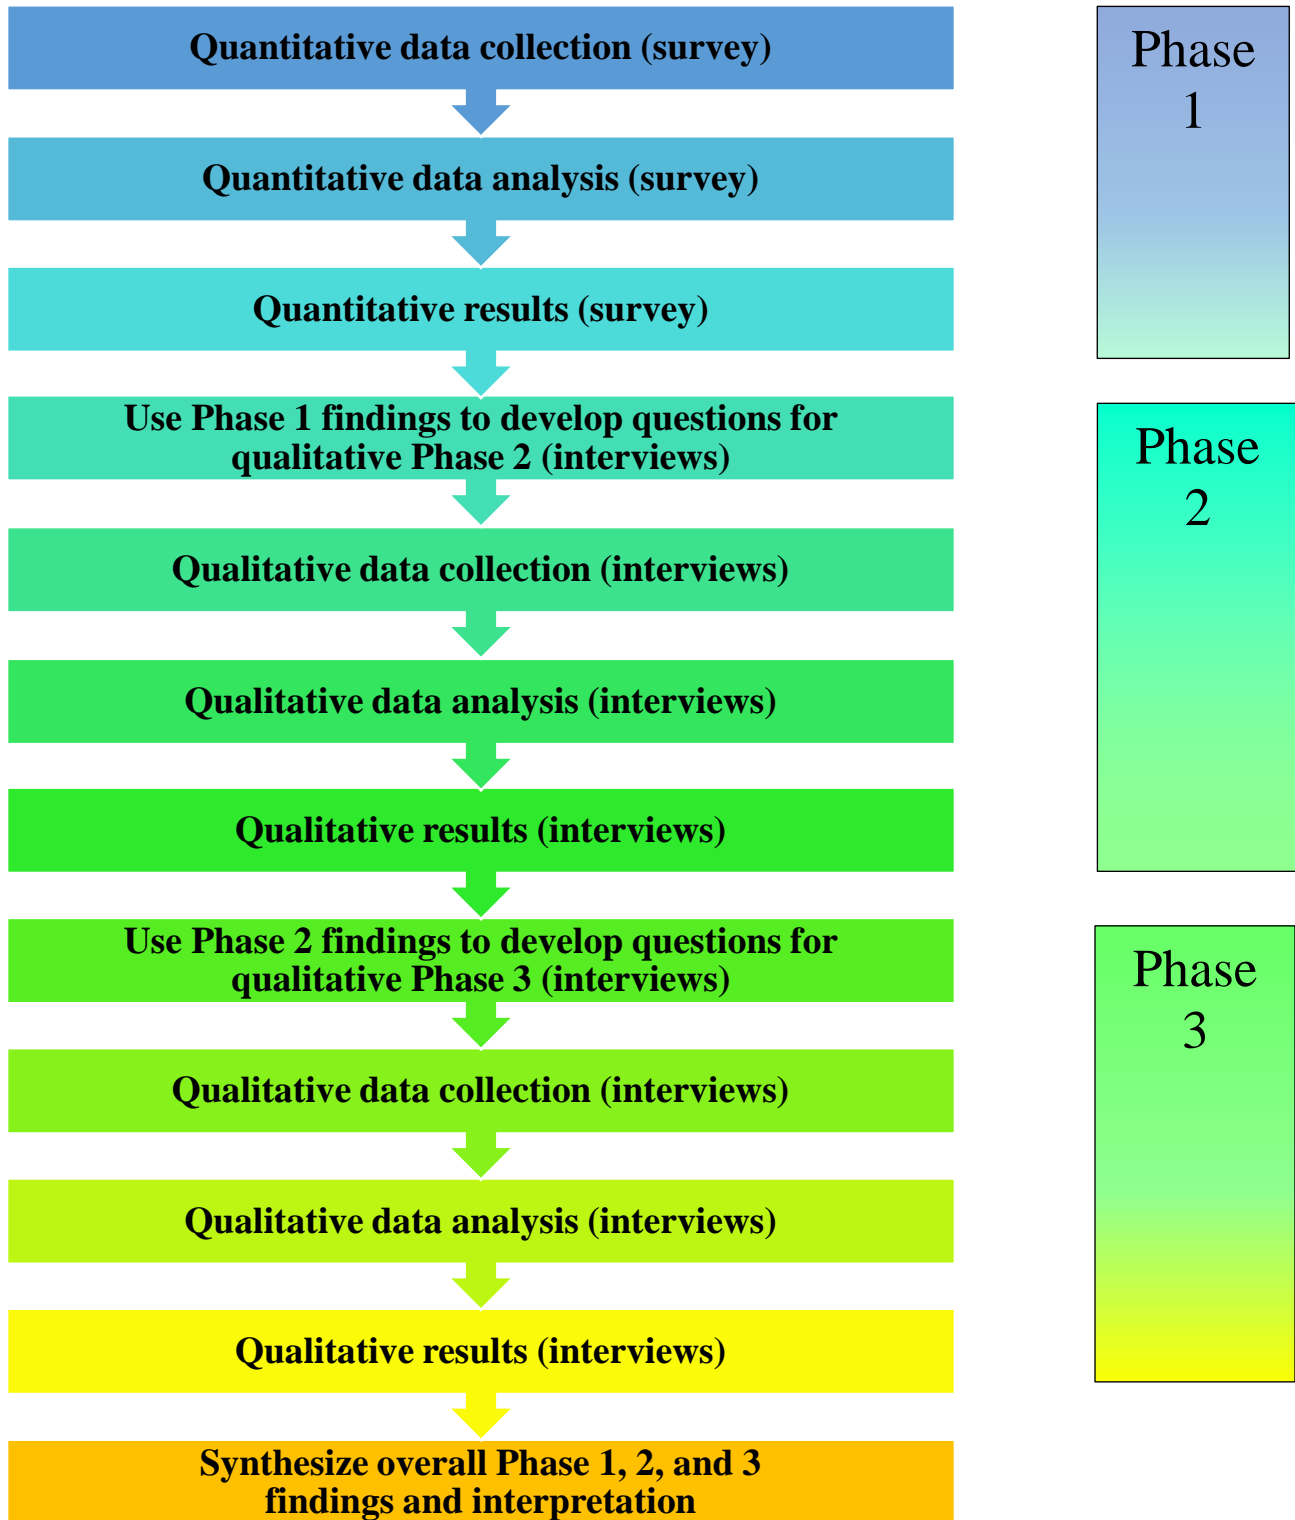 Quantitative data collection (survey)
Quantitative data analysis (survey)
Quantitative results (survey)
Use Phase 1 findings to develop questions for
qualitative Phase 2 (interviews)
Qualitative data collection (interviews)
Qualitative data analysis (interviews)
Qualitative results (interviews)
Use Phase 2 findings to develop questions for
qualitative Phase 3 (interviews)
Qualitative data collection (interviews)
Qualitative data analysis (interviews)
Qualitative results (interviews)
Synthesize overall Phase 1, 2, and 3
findings and interpretation
Phase
1
Phase
2
Phase
3